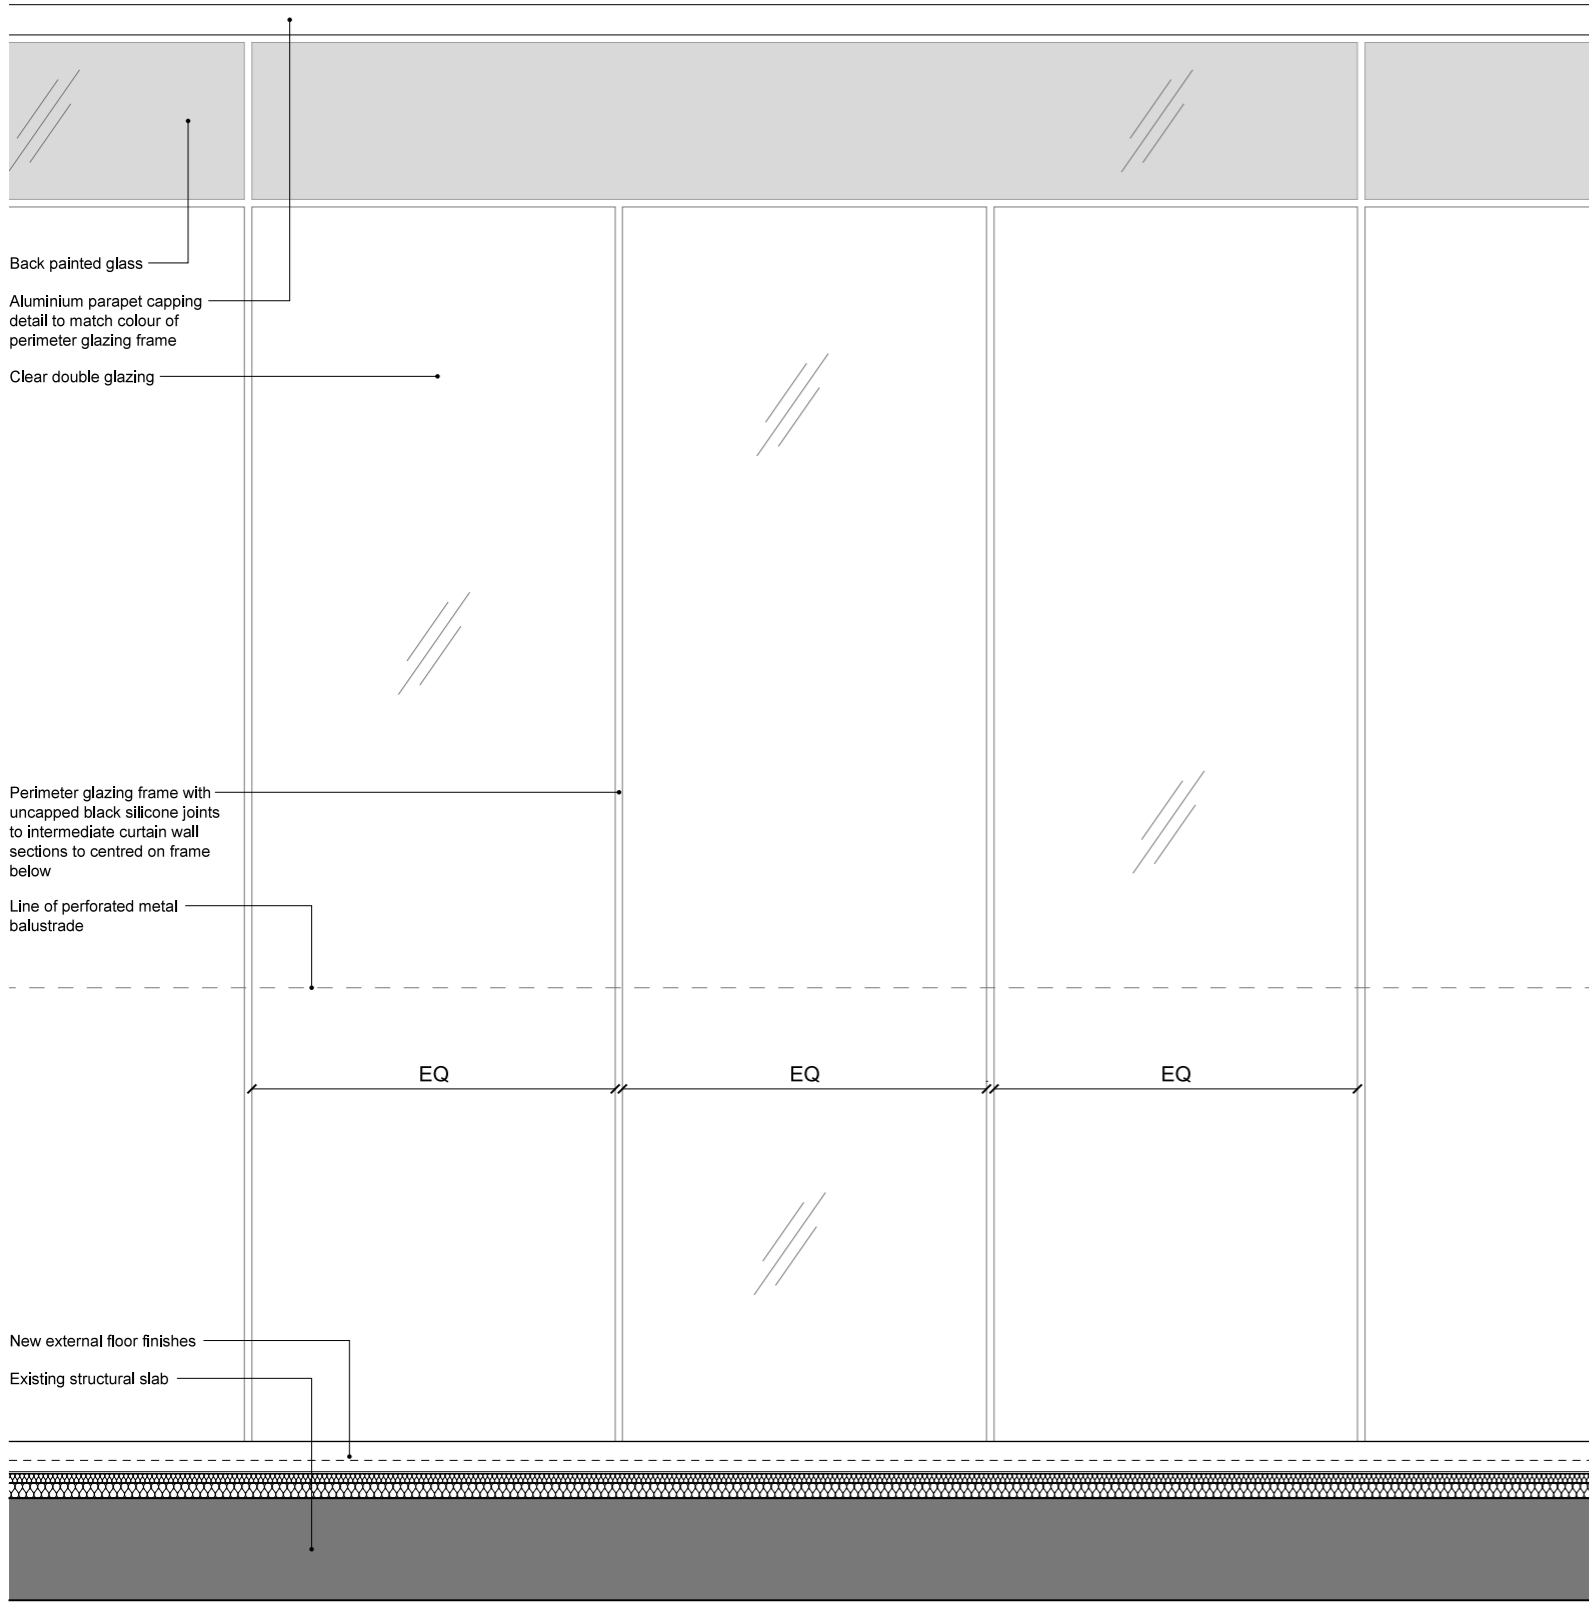 Back painted glass
Aluminium parapet capping
detail to match colour of
perimeter glazing frame
Clear double glazing
Perimeter glazing frame with
uncapped black silicone joints
to intermediate curtain wall
sections to centred on frame
below
Line of perforated metal
balustrade
EQ EQ EQ
New external floor finishes
Existing structural slab